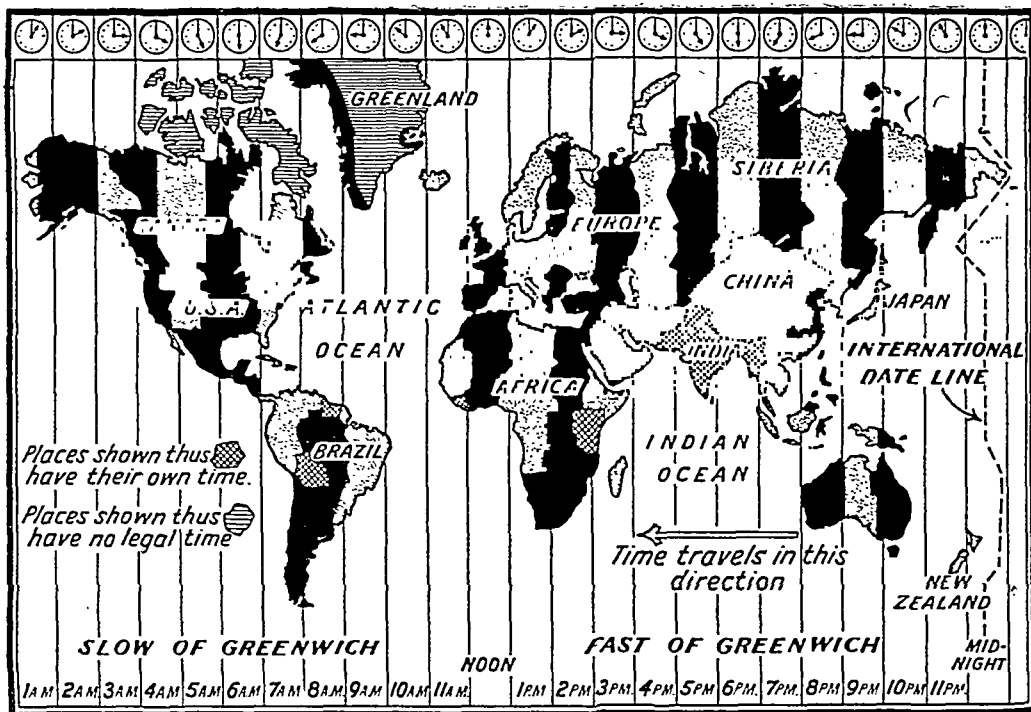 GREENLAND
SIBERIA
EUROPE
CHINA
U.S.A.
ATLANTIC
OCEAN
JAPAN
INDIA
INTERNATIONAL
DATE LINE
AFRICA
BRAZIL
INDIAN
OCEAN
Places shown thus
have their own time.
Places shown thus
have no legal time
Time travels in this
direction
NEW
ZEALAND
SLOW OF GREENWICH
FAST OF GREENWICH
NOON
MID-
NIGHT
1AM 2AM. 3AM. 4AM. 5AM. 6AM. 7AM. 8AM. 9AM. 10AM. 11AM. 1PM 2PM. 3PM. 4PM. 5PM. 6PM. 7PM. 8PM. 9PM. 10PM. 11PM.